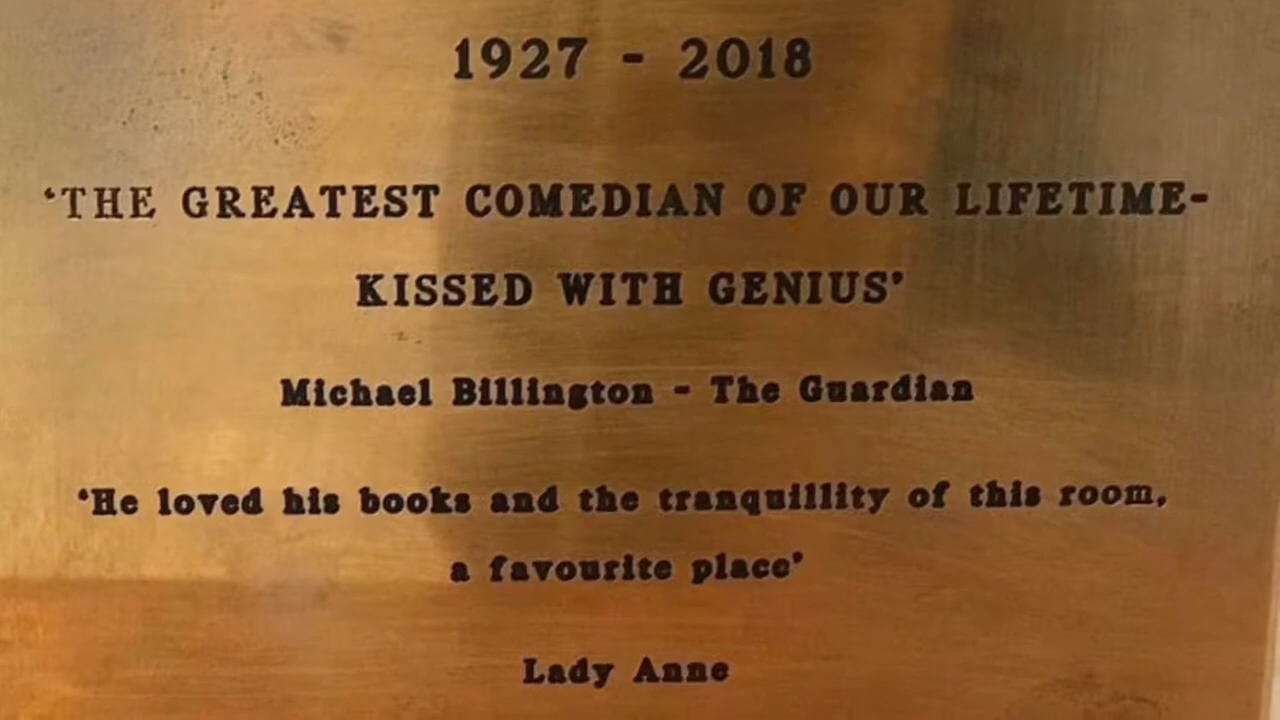 1927 - 2018
‘THE GREATEST COMEDIAN OF OUR LIFETIME-
KISSED WITH GENIUS’
Michael Billington - The Guardian
‘He loved his books and the tranquillity of this room,
a favourite place’
Lady Anne